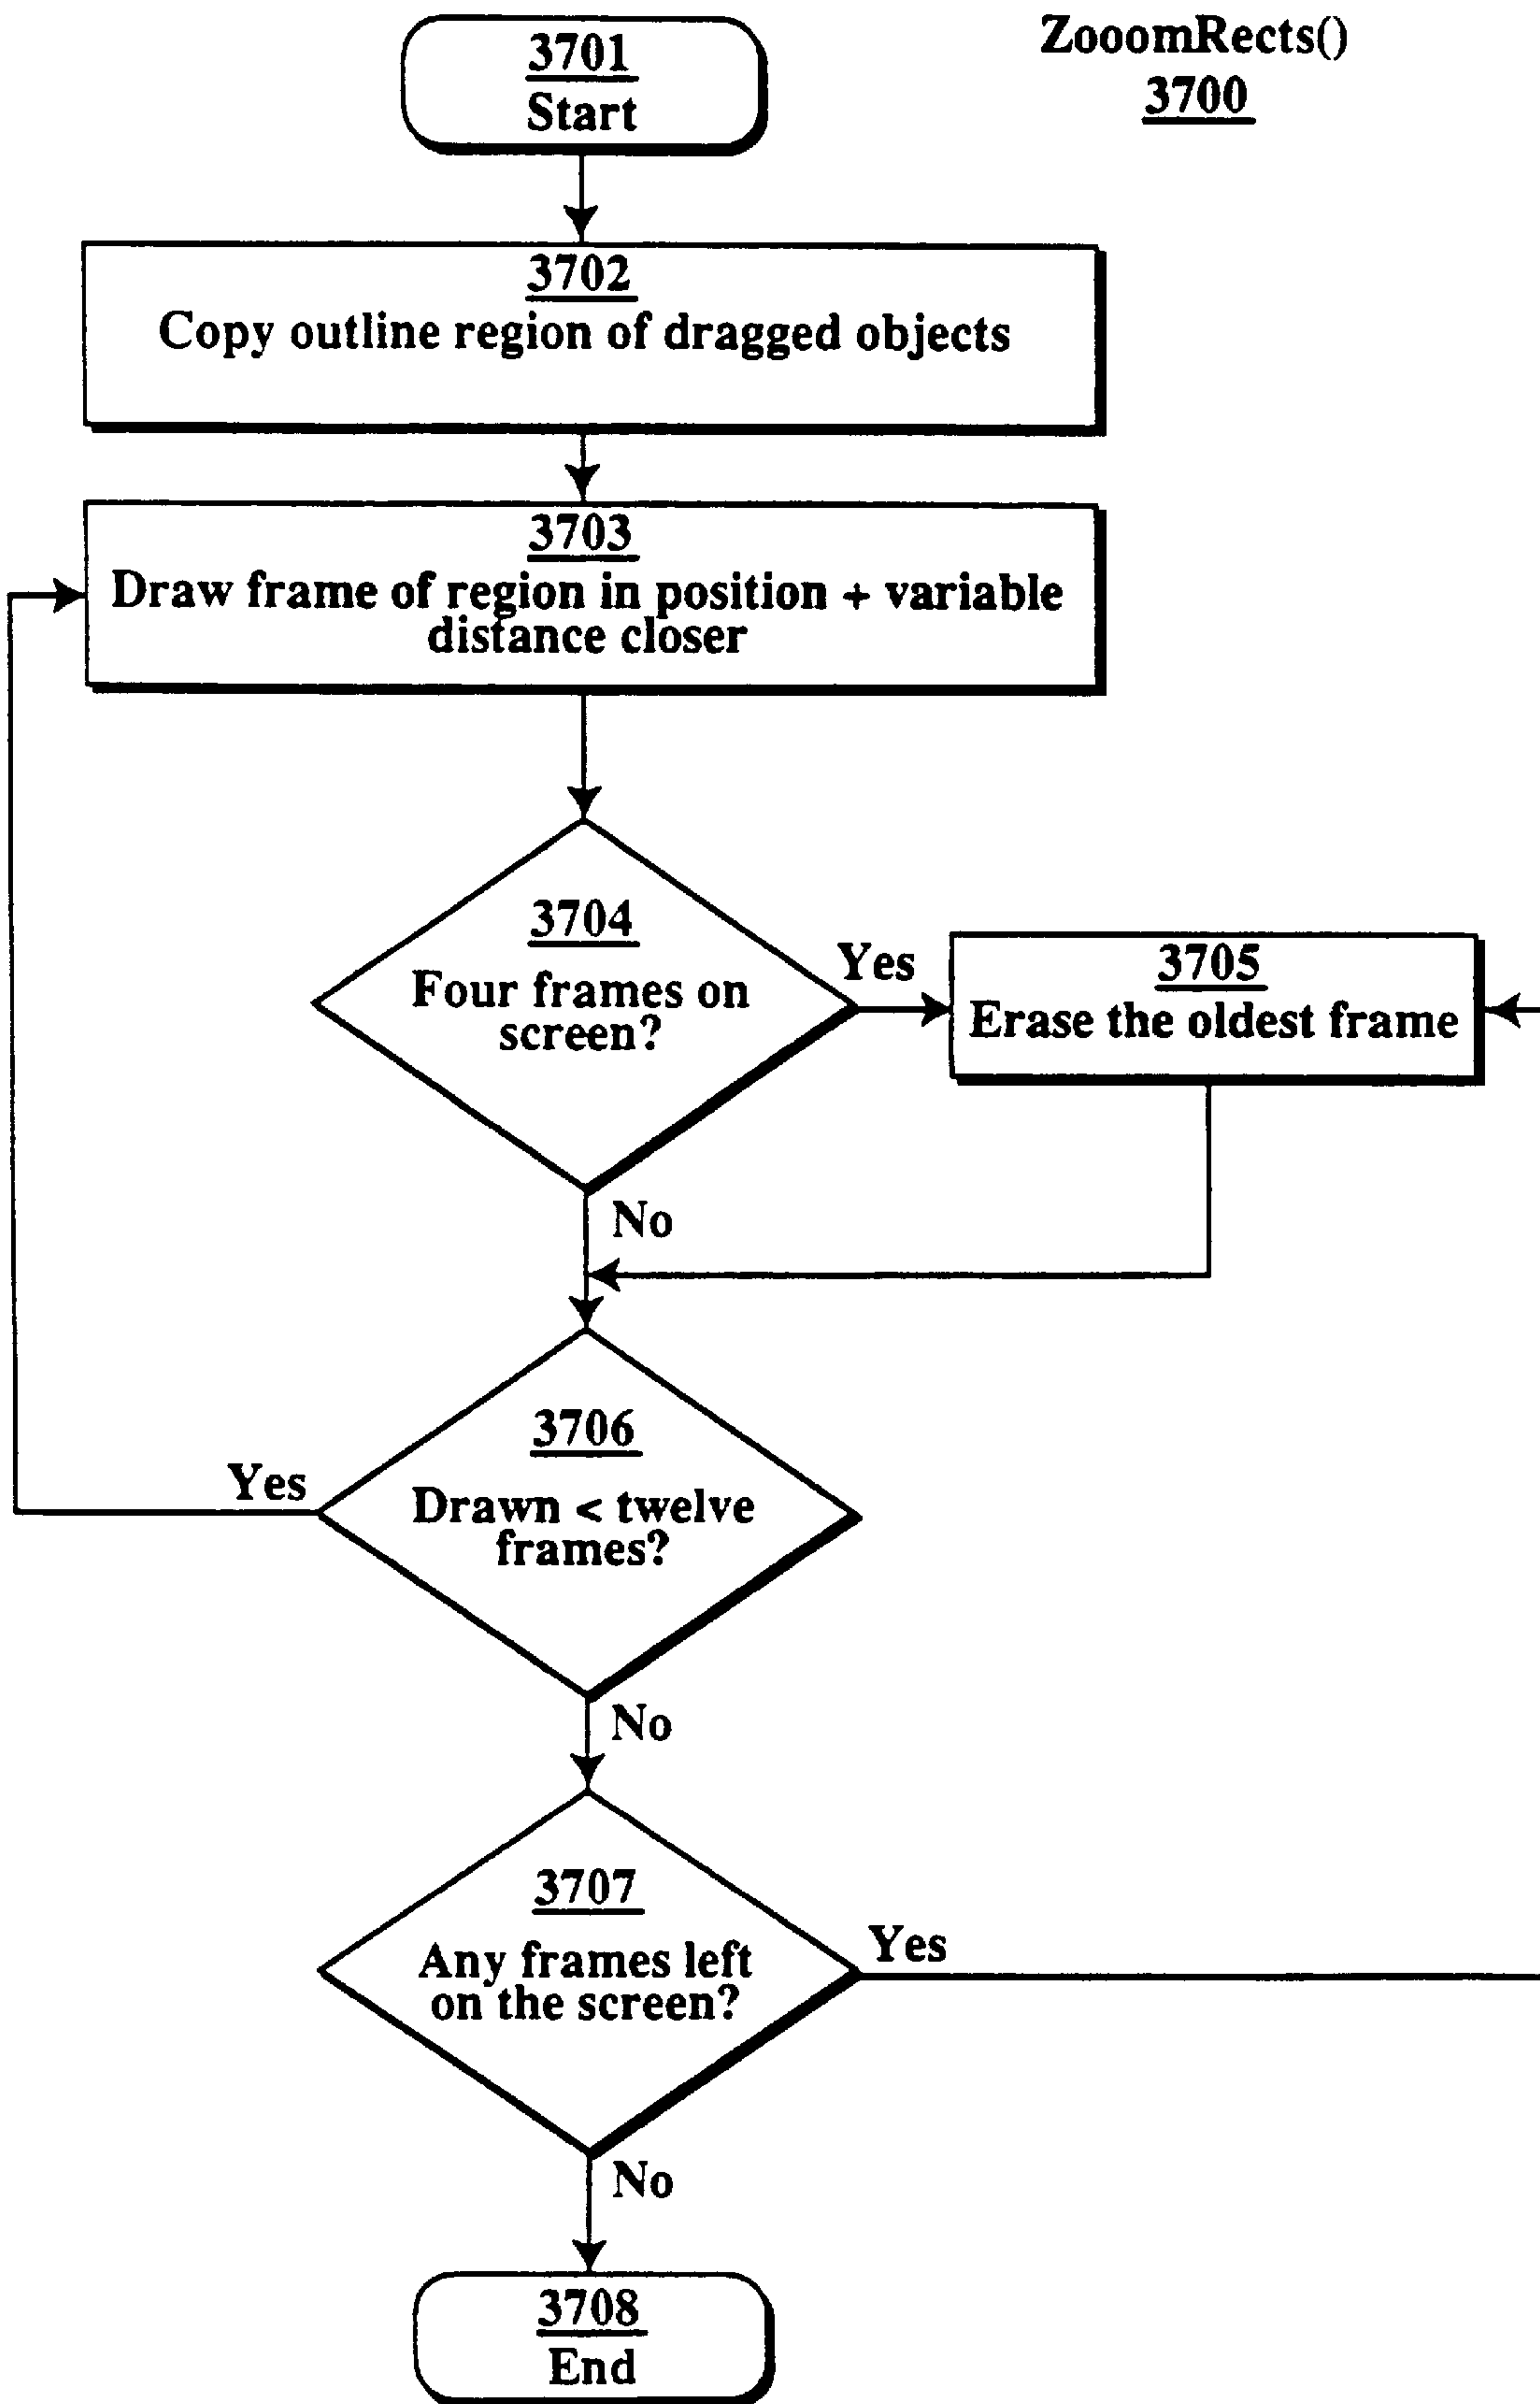 ZooomRects()
3700
3701
Start
3702
Copy outline region of dragged objects
3703
Draw frame of region in position + variable
distance closer
3704
Four frames on
screen?
Yes
3705
Erase the oldest frame
No
3706
Drawn < twelve
frames?
Yes
No
3707
Any frames left
on the screen?
Yes
No
3708
End